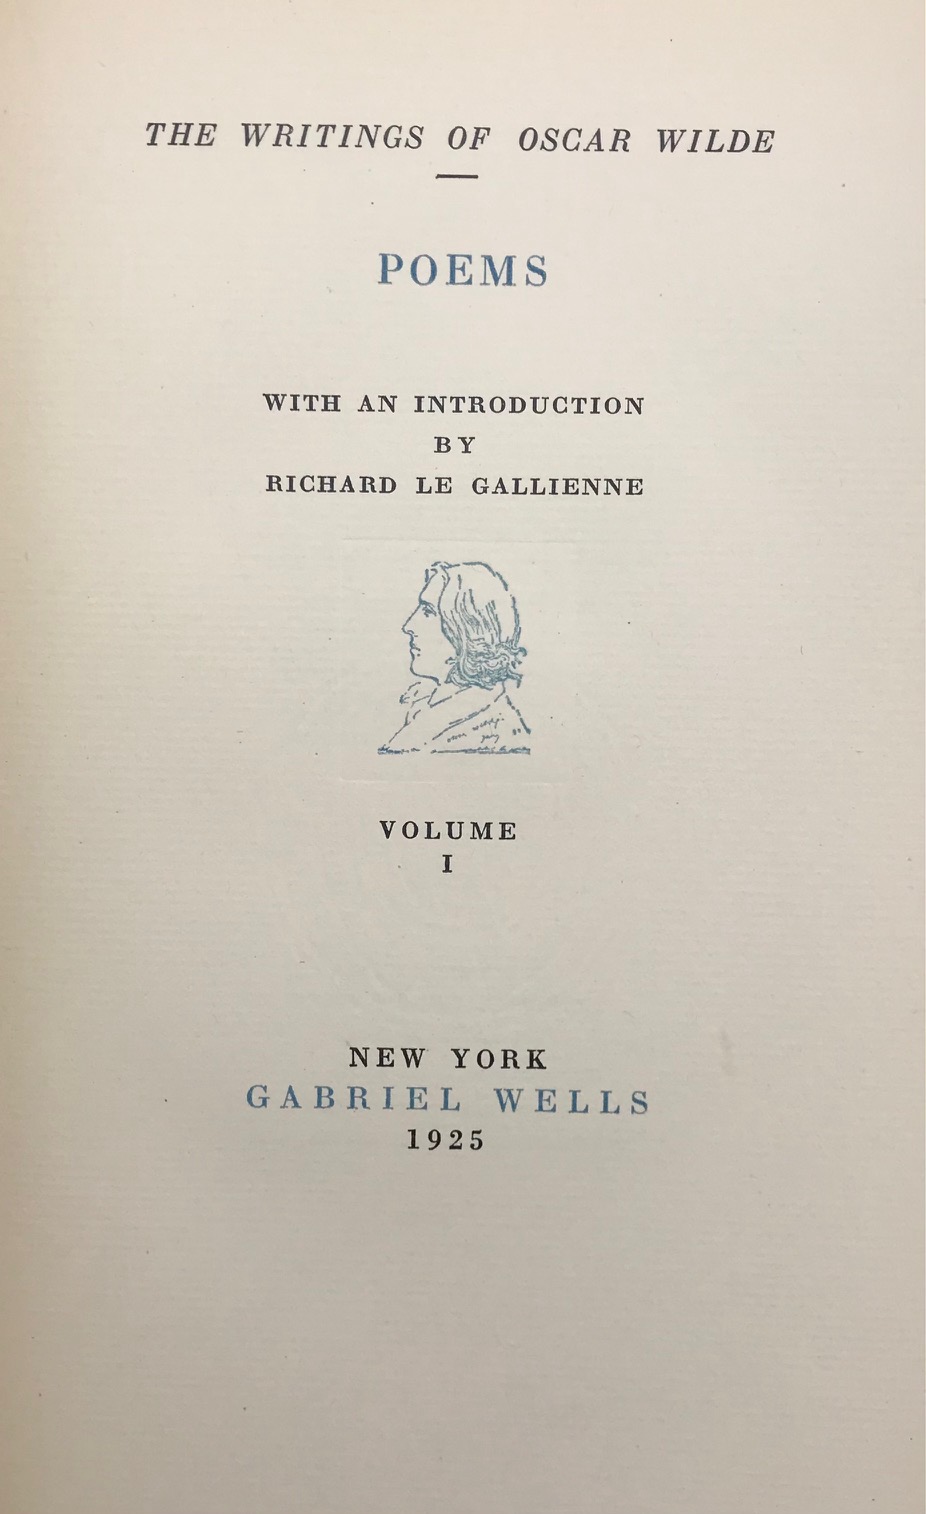 THE WRITINGS OF OSCAR WILDE
POEMS
WITH AN INTRODUCTION
BY
RICHARD LE GALLIENNE
VOLUME
I
NEW YORK
GABRIEL WELLS
1925